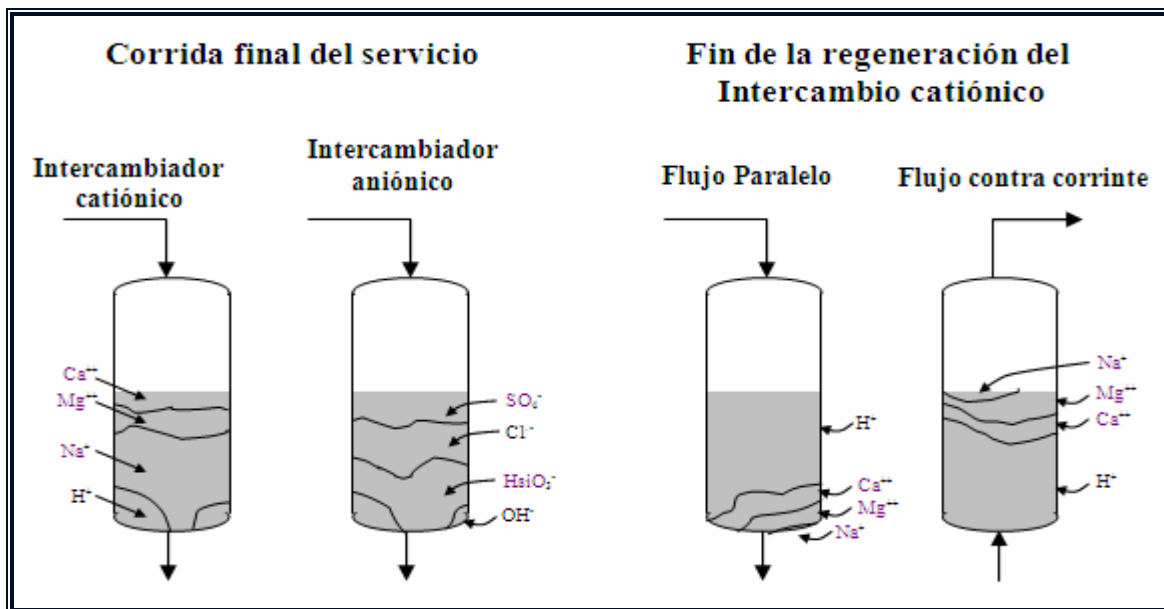 Corrida final del servicio
Fin de la regeneración del
Intercambio catiónico
Intercambiador
catiónico
Intercambiador
aniónico
Flujo Paralelo
Flujo contra corrinte
Ca⁺⁺
Mg⁺⁺
Na⁺
H⁺
SO₄⁻
Cl⁻
HsiO₃⁻
OH⁻
H⁺
Ca⁺⁺
Mg⁺⁺
Na⁺
Na⁺
Mg⁺⁺
Ca⁺⁺
H⁺